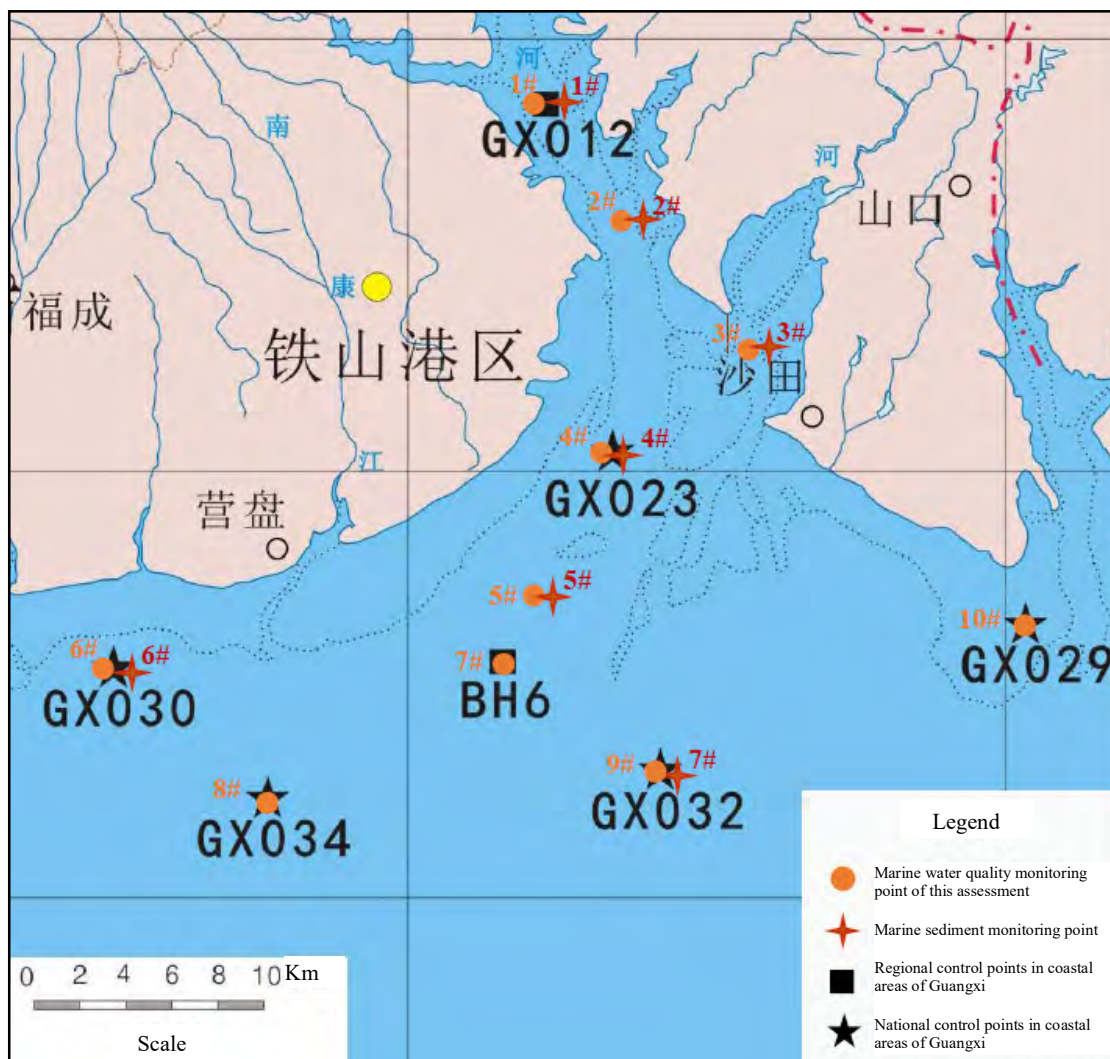 河
1# 1#
GX012
南
2# 2#
河
山口
康
福成
铁山港区
3# 3#
沙田
4# 4#
江
GX023
营盘
5# 5#
10#
6# 6#
7#
GX029
GX030
BH6
9# 7#
8#
GX032
GX034
Legend
Marine water quality monitoring
point of this assessment
Marine sediment monitoring point
Regional control points in coastal
areas of Guangxi
National control points in coastal
areas of Guangxi
0 2 4 6 8 10 Km
Scale